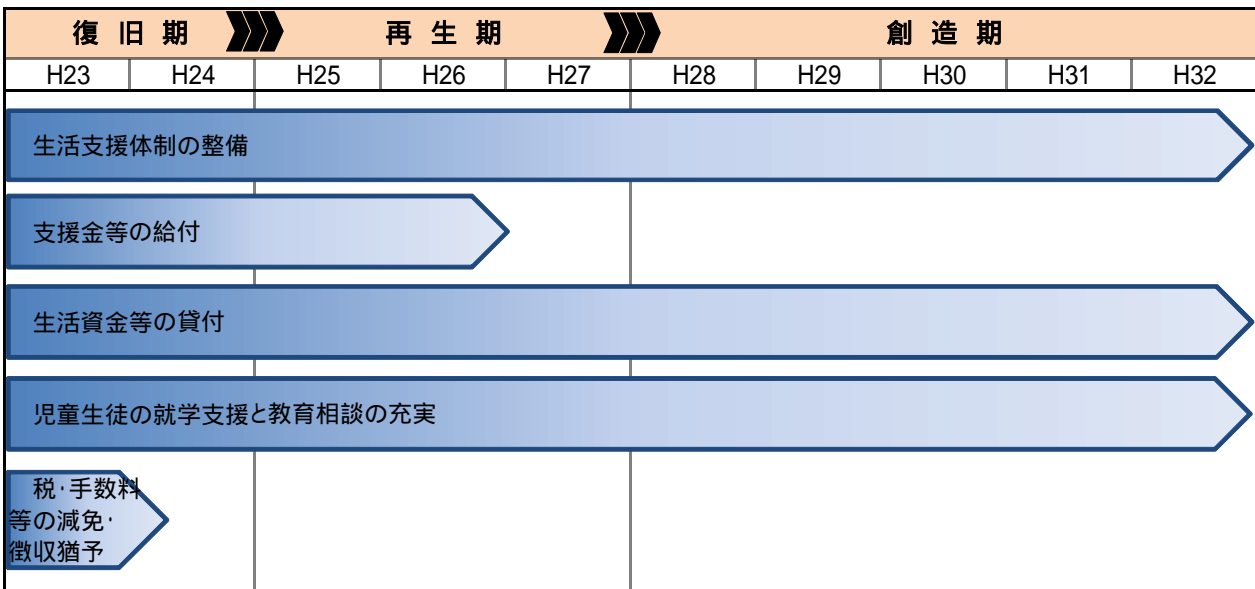 復旧期 再生期 創造期
H23 H24 H25 H26 H27 H28 H29 H30 H31 H32
生活支援体制の整備
支援金等の給付
生活資金等の貸付
児童生徒の就学支援と教育相談の充実
税･手数料
等の減免･
徴収猶予